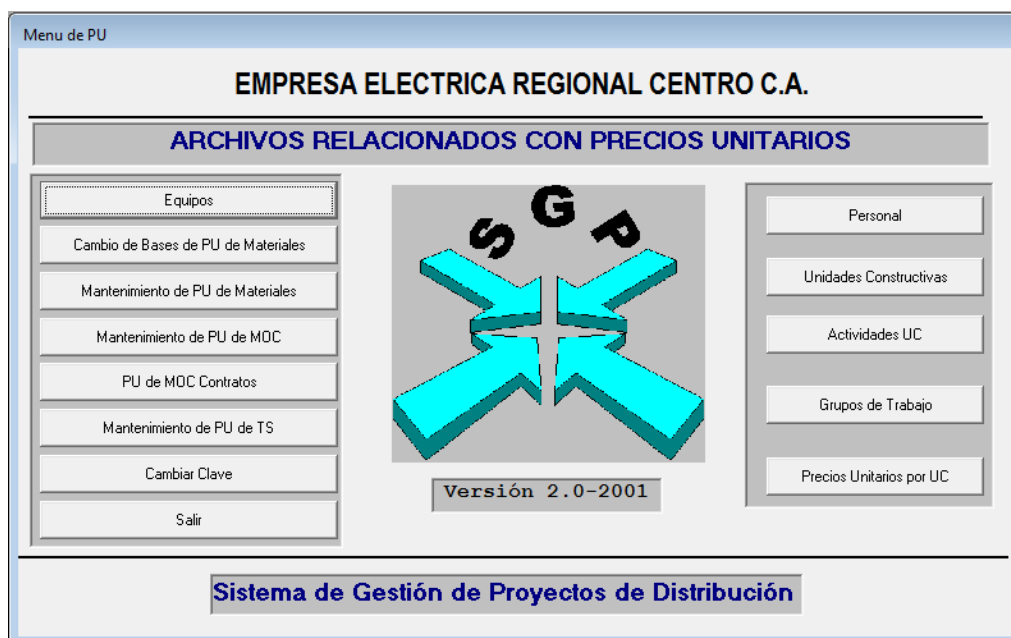 Menu de PU
EMPRESA ELECTRICA REGIONAL CENTRO C.A.
ARCHIVOS RELACIONADOS CON PRECIOS UNITARIOS
Equipos
Cambio de Bases de PU de Materiales
Mantenimiento de PU de Materiales
Mantenimiento de PU de MOC
PU de MOC Contratos
Mantenimiento de PU de TS
Cambiar Clave
Salir
SGP
Versión 2.0-2001
Personal
Unidades Constructivas
Actividades UC
Grupos de Trabajo
Precios Unitarios por UC
Sistema de Gestión de Proyectos de Distribución